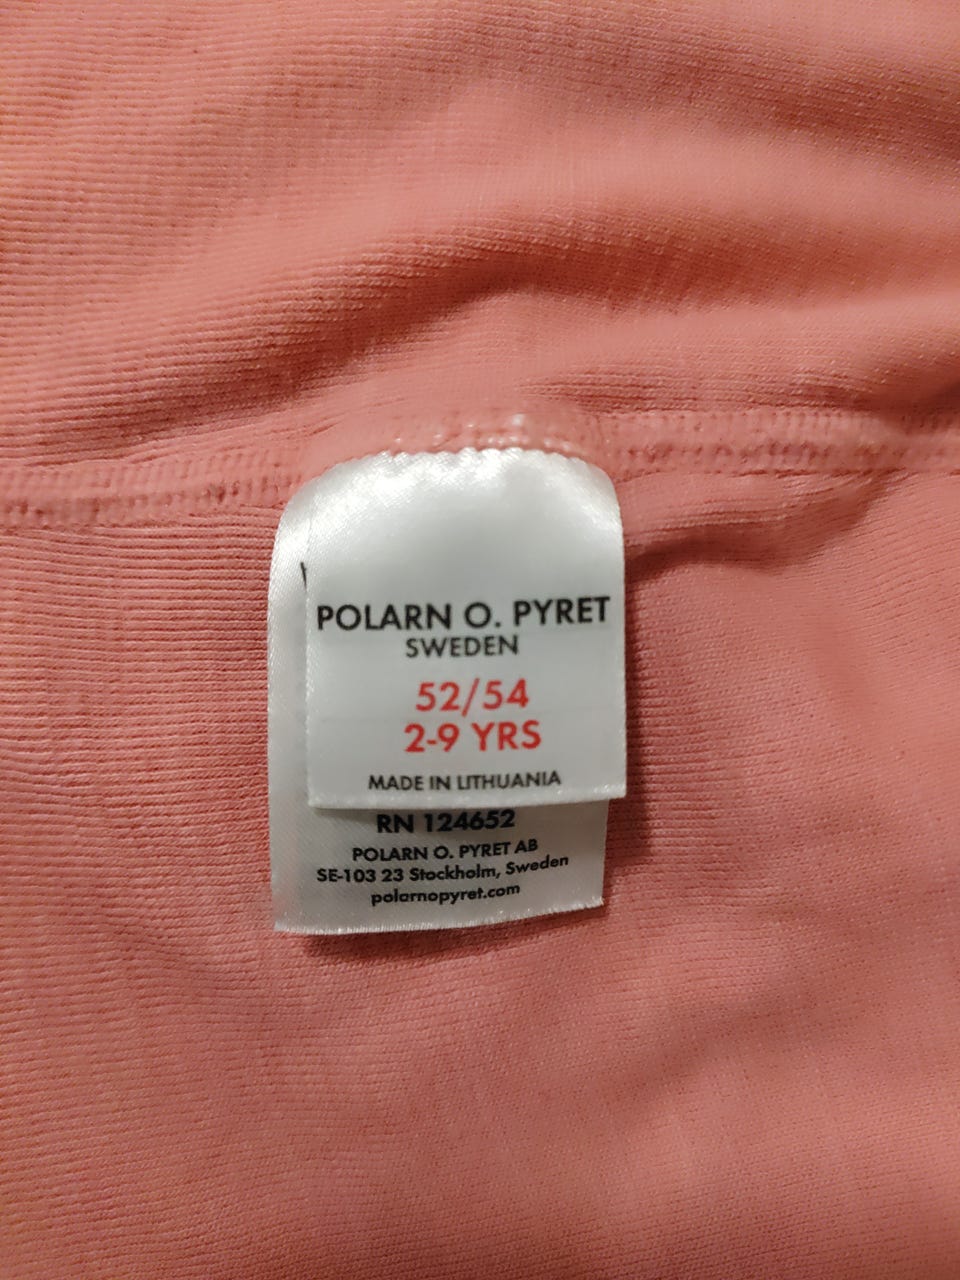 POLARN O. PYRET
SWEDEN
52/54
2-9 YRS
MADE IN LITHUANIA
RN 124652
POLARN O. PYRET AB
SE-103 23 Stockholm, Sweden
polarnopyret.com